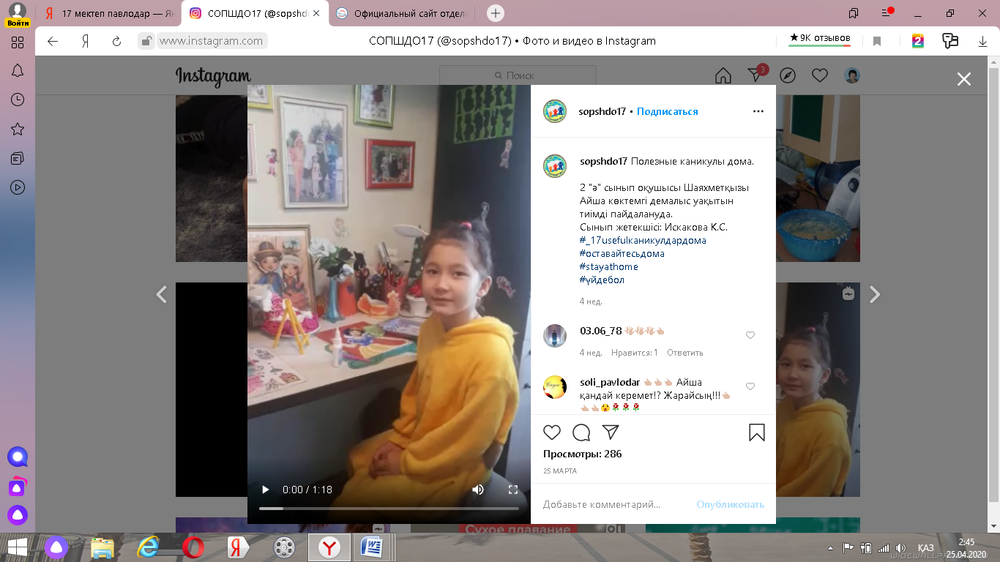 Войти
17 мектеп павлодар — Ян
СОПШДО17 (@sopshdo
Официальный сайт отдел
www.instagram.com
СОПШДО17 (@sopshdo17) • Фото и видео в Instagram
★ 9К отзывов
2
Instagram
Поиск
3
sopshdo17 • Подписаться
sopshdo17 Полезные каникулы дома.
2 "ә" сынып оқушысы Шаяхметқызы
Айша көктемгі демалыс уақытын
тиімді пайдалануда.
Сынып жетекшісі: Искакова К.С.
#_17usefulканикулдардома
#оставайтесьдома
#stayathome
#үйдебол
4 нед.
03.06_78 👋🏻👋🏻👋🏻👍🏻
4 нед. Нравится: 1 Ответить
soli_pavlodar 👍🏻👍🏻👍🏻 Айша
қандай керемет!? Жарайсың!!!👍🏻
Просмотры: 286
25 МАРТА
0:00 / 1:18
Добавьте комментарий...
Опубликовать
Сухое плавание
ҚАЗ
2:45
25.04.2020